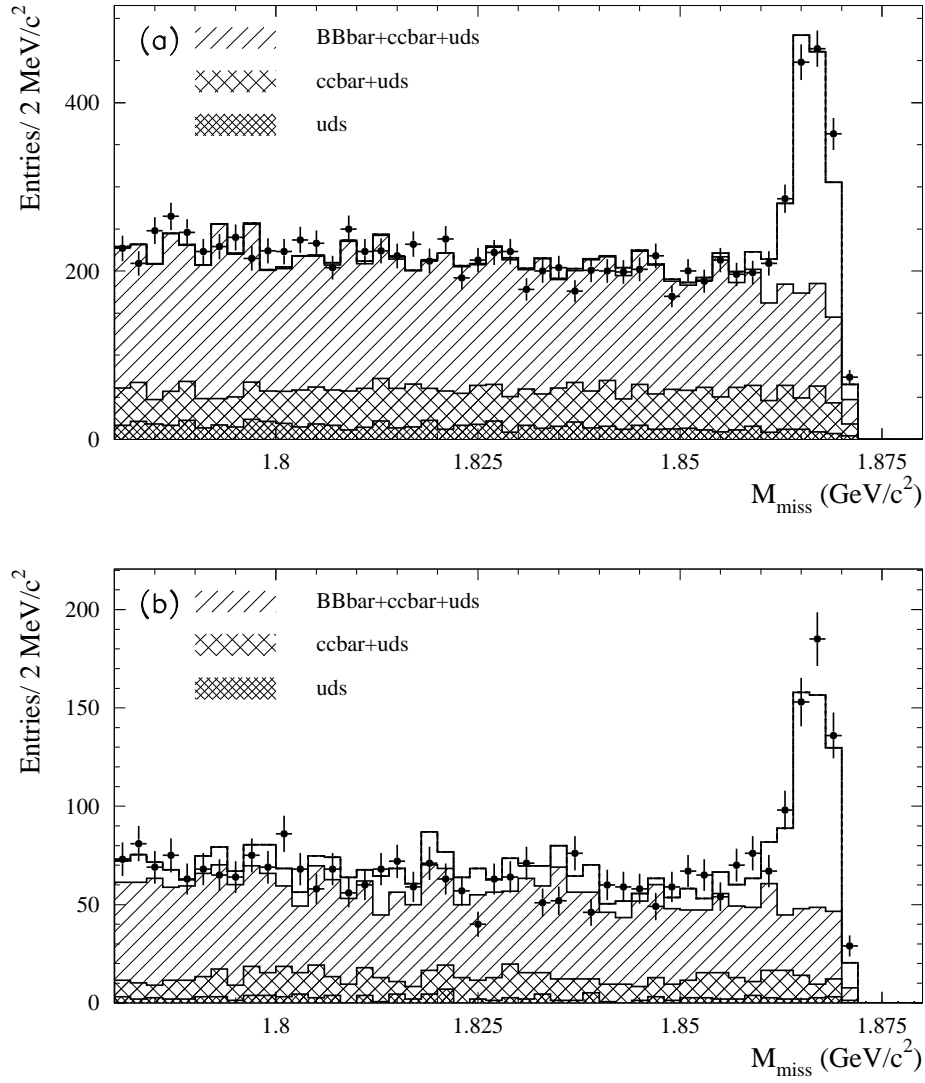 (a)
BBbar+ccbar+uds
ccbar+uds
uds
Entries/ 2 MeV/c²
400
200
0
1.8
1.825
1.85
1.875
M_miss (GeV/c²)
(b)
BBbar+ccbar+uds
ccbar+uds
uds
Entries/ 2 MeV/c²
200
150
100
50
0
1.8
1.825
1.85
1.875
M_miss (GeV/c²)